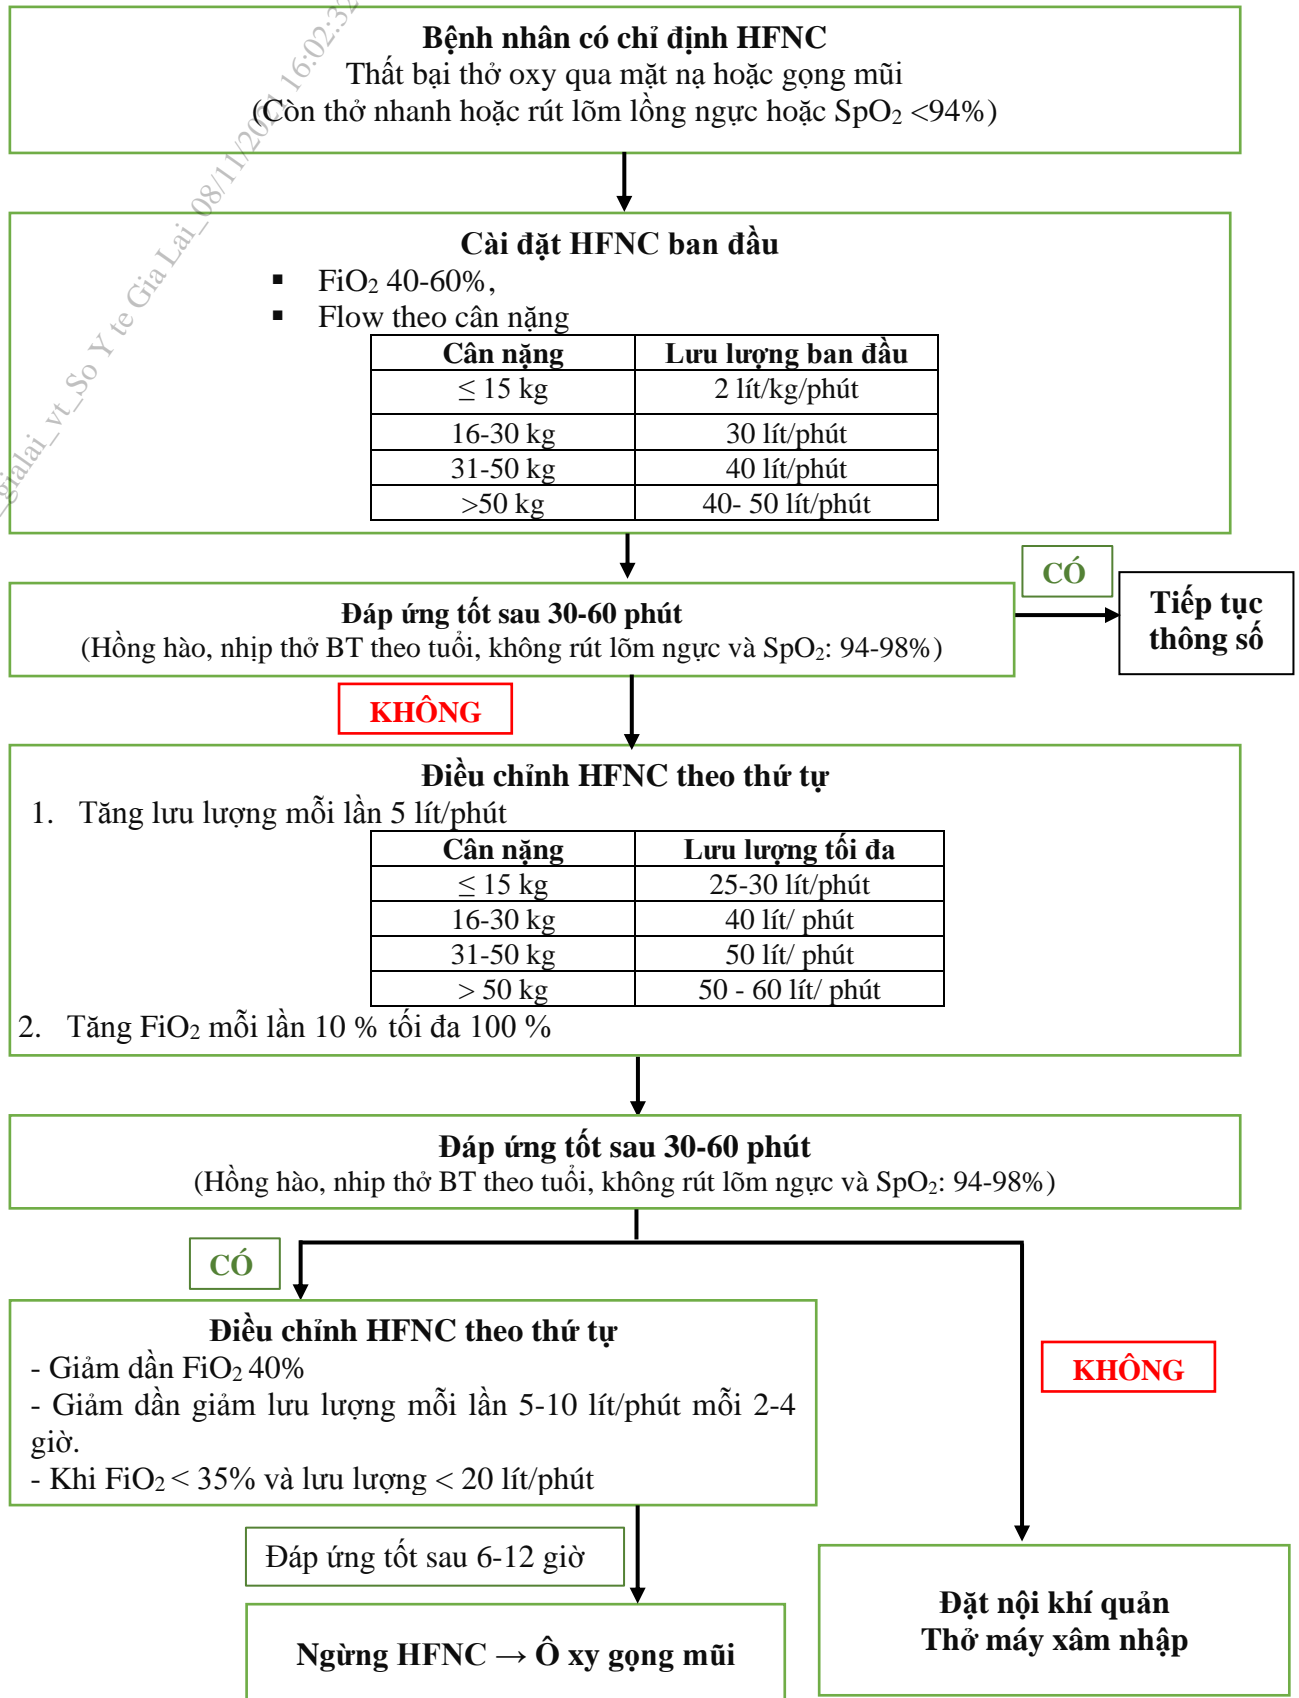 Bệnh nhân có chỉ định HFNC
Thất bại thở oxy qua mặt nạ hoặc gọng mũi
(Còn thở nhanh hoặc rút lõm lồng ngực hoặc SpO₂ <94%)
Cài đặt HFNC ban đầu
▪ FiO₂ 40-60%,
▪ Flow theo cân nặng
Cân nặng Lưu lượng ban đầu
≤ 15 kg 2 lít/kg/phút
16-30 kg 30 lít/phút
31-50 kg 40 lít/phút
>50 kg 40- 50 lít/phút
Đáp ứng tốt sau 30-60 phút
(Hồng hào, nhịp thở BT theo tuổi, không rút lõm ngực và SpO₂: 94-98%)
CÓ
Tiếp tục
thông số
KHÔNG
Điều chỉnh HFNC theo thứ tự
1. Tăng lưu lượng mỗi lần 5 lít/phút
Cân nặng Lưu lượng tối đa
≤ 15 kg 25-30 lít/phút
16-30 kg 40 lít/ phút
31-50 kg 50 lít/ phút
> 50 kg 50 - 60 lít/ phút
2. Tăng FiO₂ mỗi lần 10 % tối đa 100 %
Đáp ứng tốt sau 30-60 phút
(Hồng hào, nhip thở BT theo tuổi, không rút lõm ngực và SpO₂: 94-98%)
CÓ
Điều chỉnh HFNC theo thứ tự
- Giảm dần FiO₂ 40%
- Giảm dần giảm lưu lượng mỗi lần 5-10 lít/phút mỗi 2-4
giờ.
- Khi FiO₂ < 35% và lưu lượng < 20 lít/phút
KHÔNG
Đáp ứng tốt sau 6-12 giờ
Ngừng HFNC → Ô xy gọng mũi
Đặt nội khí quản
Thở máy xâm nhập
gialai_vt_So Y te Gia Lai_08/11/2021 16:02:32